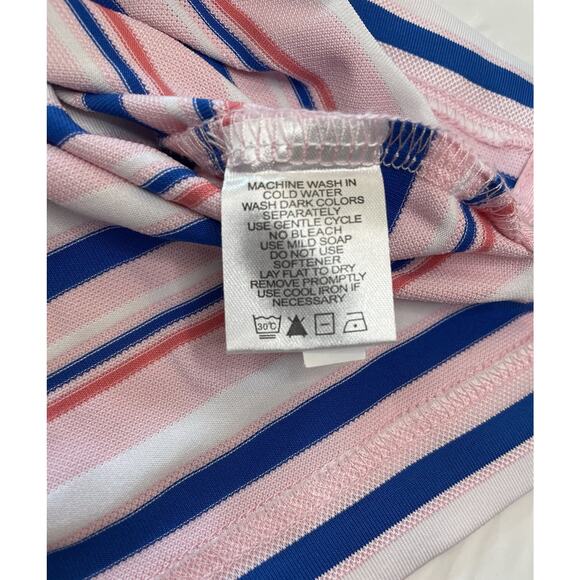 MACHINE WASH IN
COLD WATER
WASH DARK COLORS
SEPARATELY
USE GENTLE CYCLE
NO BLEACH
USE MILD SOAP
DO NOT USE
SOFTENER
LAY FLAT TO DRY
REMOVE PROMPTLY
USE COOL IRON IF
NECESSARY
30°C